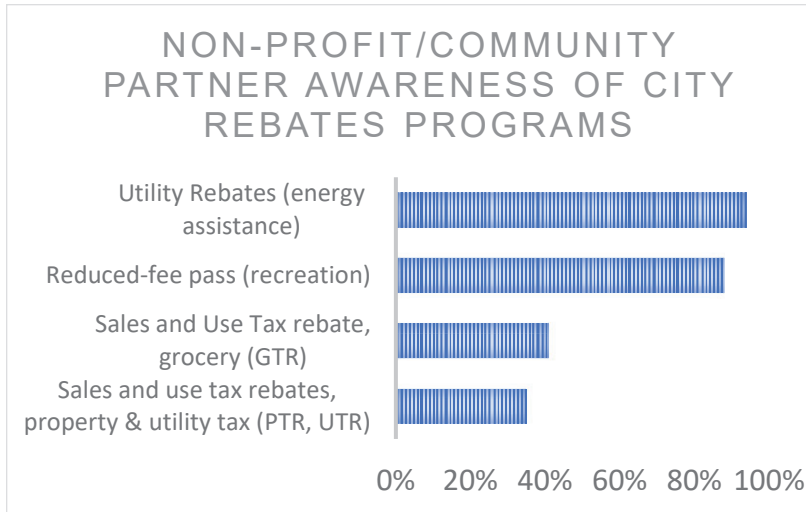 NON-PROFIT/COMMUNITY
PARTNER AWARENESS OF CITY
REBATES PROGRAMS
Utility Rebates (energy
assistance)
Reduced-fee pass (recreation)
Sales and Use Tax rebate,
grocery (GTR)
Sales and use tax rebates,
property & utility tax (PTR, UTR)
0% 20% 40% 60% 80% 100%